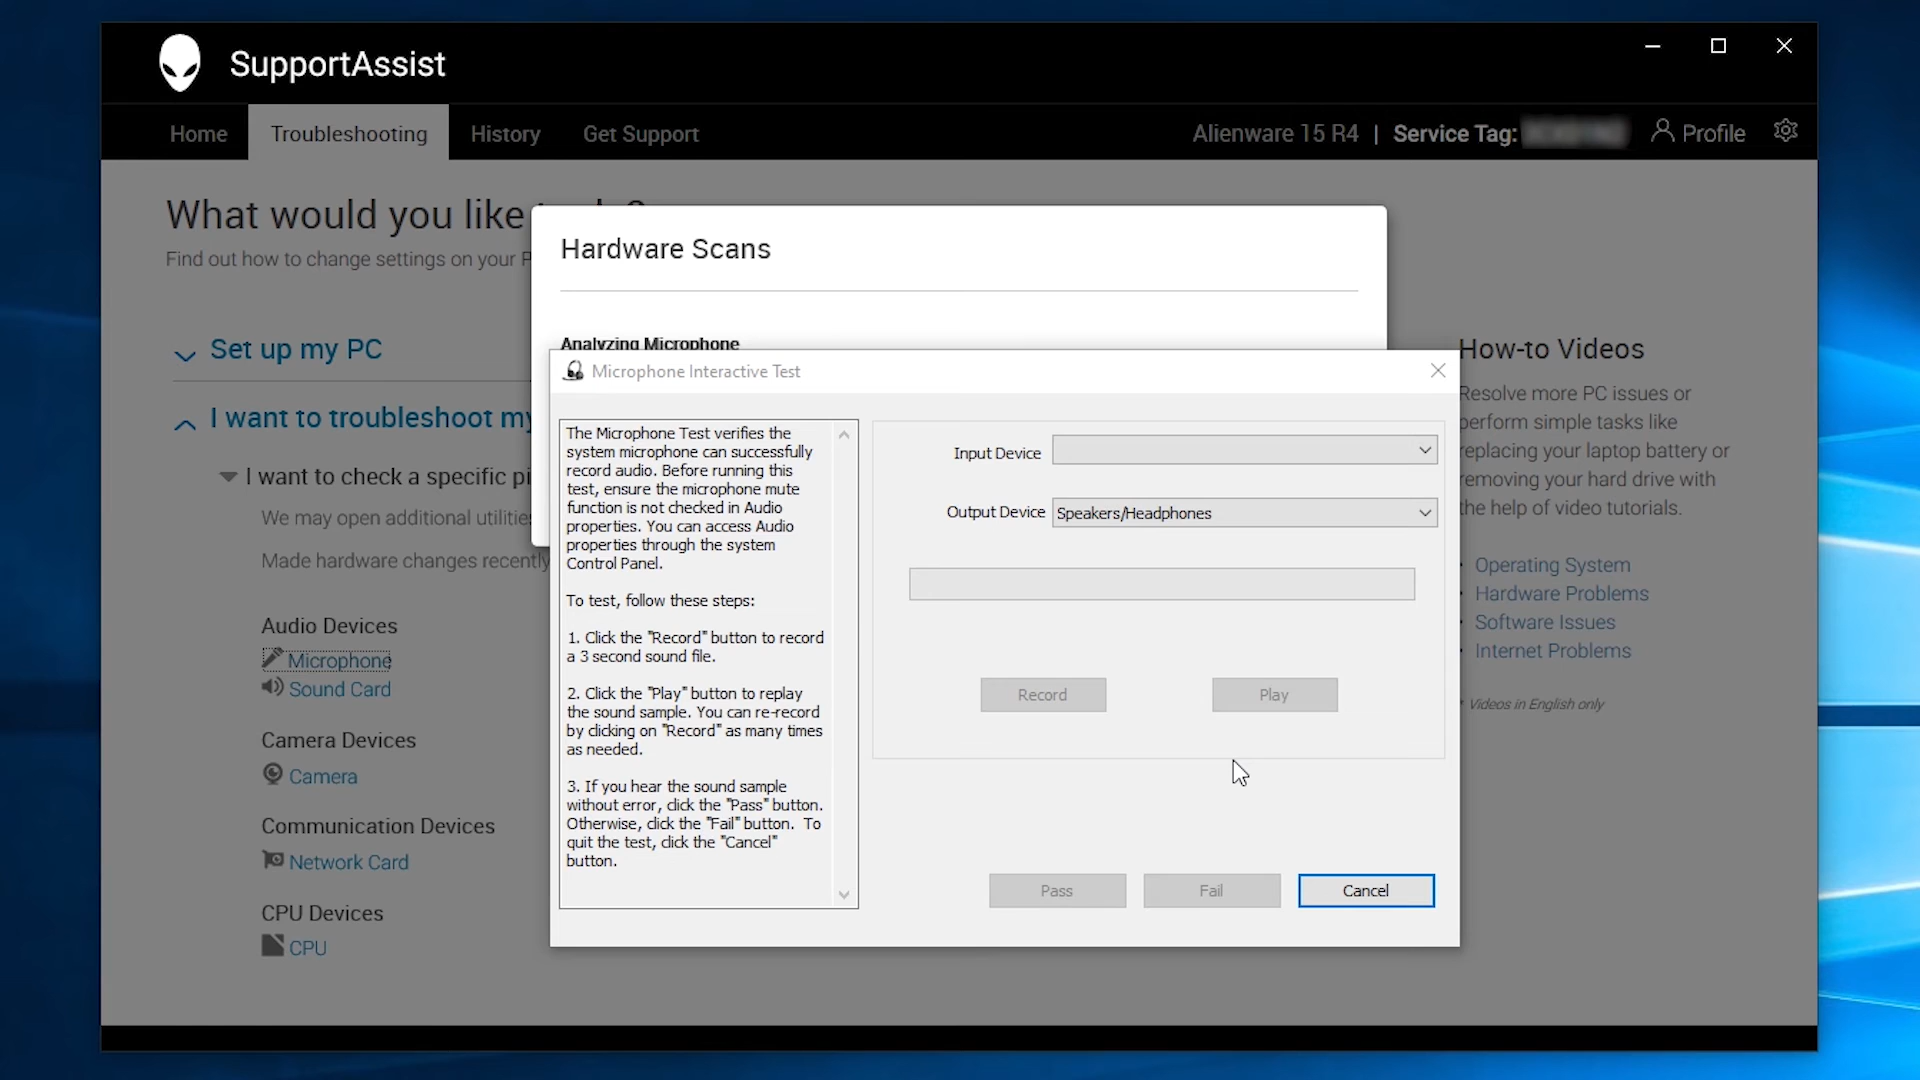 SupportAssist
Home
Troubleshooting
History
Get Support
Alienware 15 R4 | Service Tag:
Profile
What would you like
Find out how to change settings on your P
Set up my PC
I want to troubleshoot my
I want to check a specific pi
We may open additional utilitie
Made hardware changes recently
Audio Devices
Microphone
Sound Card
Camera Devices
Camera
Communication Devices
Network Card
CPU Devices
CPU
Hardware Scans
Analyzing Microphone
Microphone Interactive Test
The Microphone Test verifies the
system microphone can successfully
record audio. Before running this
test, ensure the microphone mute
function is not checked in Audio
properties. You can access Audio
properties through the system
Control Panel.
To test, follow these steps:
1. Click the "Record" button to record
a 3 second sound file.
2. Click the "Play" button to replay
the sound sample. You can re-record
by clicking on "Record" as many times
as needed.
3. If you hear the sound sample
without error, click the "Pass" button.
Otherwise, click the "Fail" button. To
quit the test, click the "Cancel"
button.
Input Device
Output Device
Speakers/Headphones
Record
Play
Pass
Fail
Cancel
How-to Videos
Resolve more PC issues or
perform simple tasks like
replacing your laptop battery or
removing your hard drive with
the help of video tutorials.
Operating System
Hardware Problems
Software Issues
Internet Problems
* Videos in English only